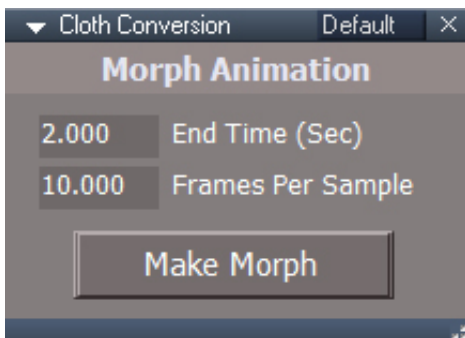 Cloth Conversion Default
Morph Animation
2.000 End Time (Sec)
10.000 Frames Per Sample
Make Morph